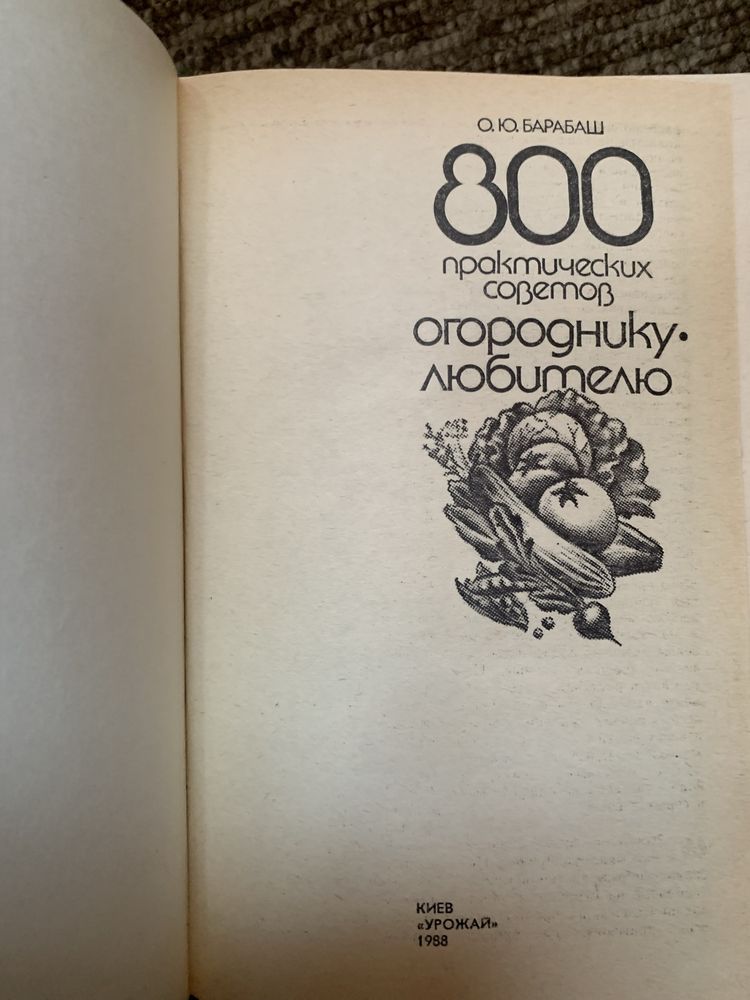 О. Ю. БАРАБАШ
800
практических
советов
огороднику-
любителю
КИЕВ
«УРОЖАЙ»
1988